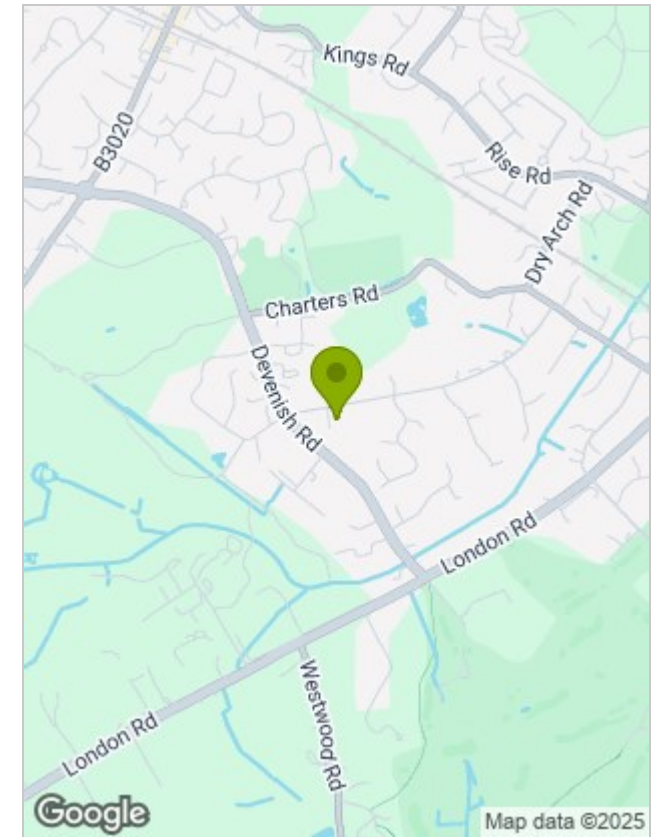 Kings Rd
B3020
Rise Rd
Dry Arch Rd
Charters Rd
Devenish Rd
London Rd
Westwood Rd
London Rd
Google
Map data ©2025